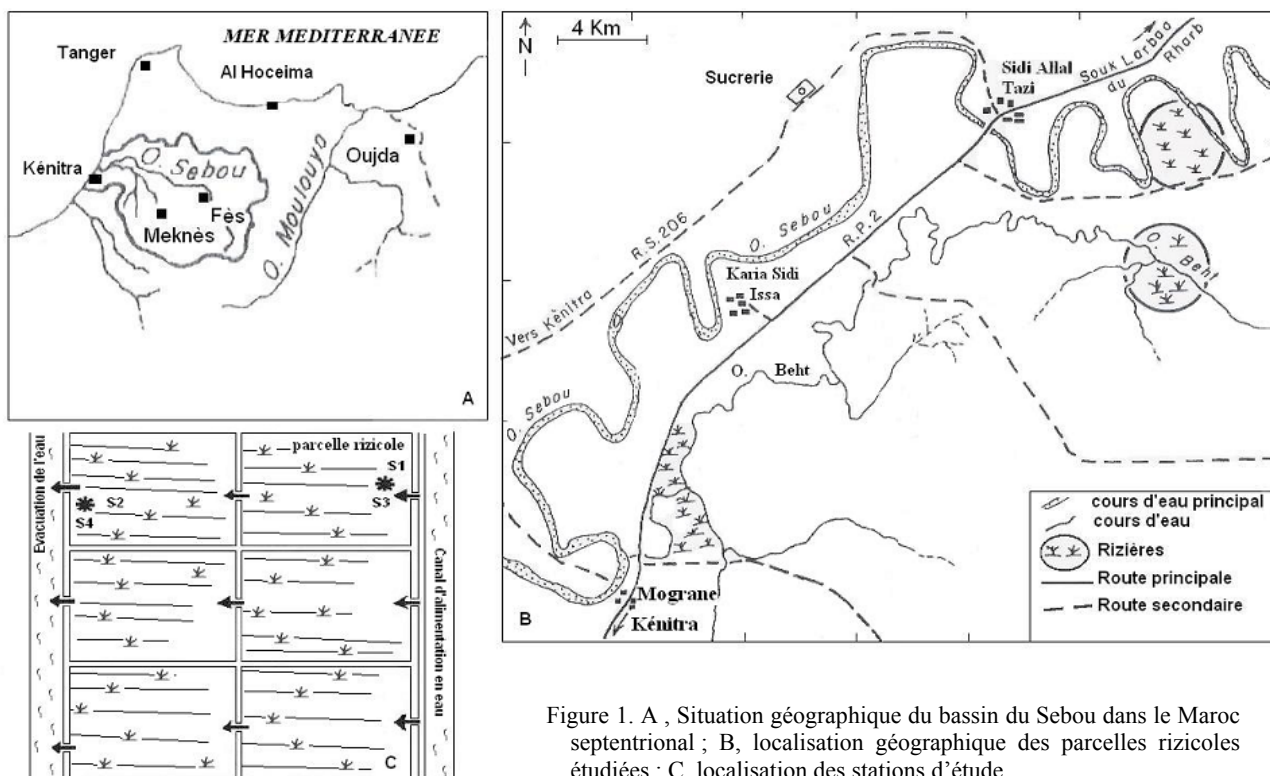 MER MEDITERRANEE
Tanger
Al Hoceima
O. Sebou
Kénitra
Oujda
Fès
Meknès
O. Moulouya
A
N
4 Km
Sucrerie
Sidi Allal
Tazi
Souk Larbaa
du Rharb
R.S.206
O. Sebou
R.P.2
O. Beht
Karia Sidi
Issa
Vers Kénitra
O. Beht
O. Sebou
Mograne
Kénitra
B
cours d'eau principal
cours d'eau
Rizières
Route principale
Route secondaire
Evacuation de l'eau
parcelle rizicole
S1
S2
S3
S4
Canal d'alimentation en eau
C
Figure 1. A , Situation géographique du bassin du Sebou dans le Maroc
septentrional ; B, localisation géographique des parcelles rizicoles
étudiées ; C, localisation des stations d'étude